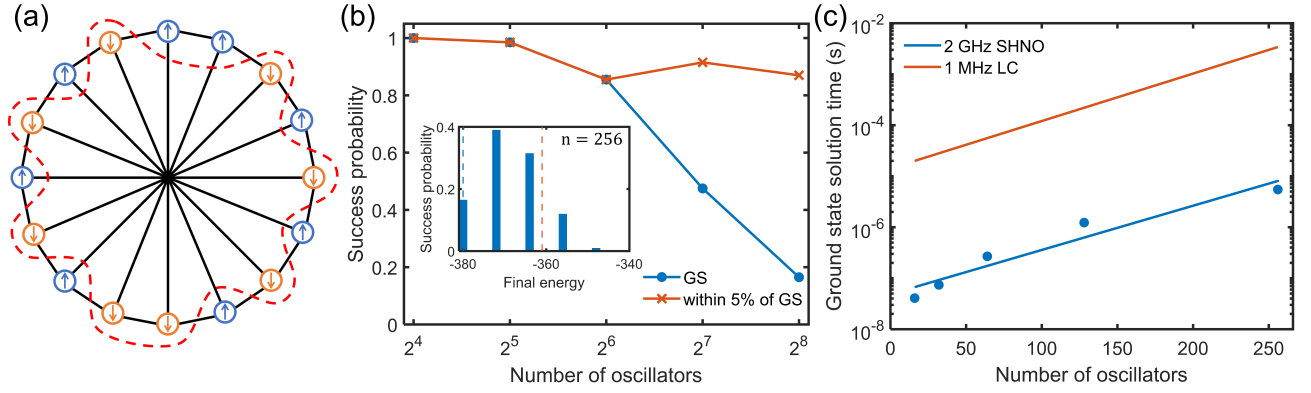 (a)
↑ ↑ ↓ ↑ ↓ ↑ ↓ ↑ ↓ ↓ ↑ ↓ ↑ ↓ ↑ ↓
(b)
Success probability
1
0.8
0.6
0.4
0.2
0
2^4 2^5 2^6 2^7 2^8
Number of oscillators
GS
within 5% of GS
Success probability
0.4
0.2
0
n = 256
-380 -360 -340
Final energy
(c)
Ground state solution time (s)
10^-2
10^-4
10^-6
10^-8
2 GHz SHNO
1 MHz LC
0 50 100 150 200 250
Number of oscillators